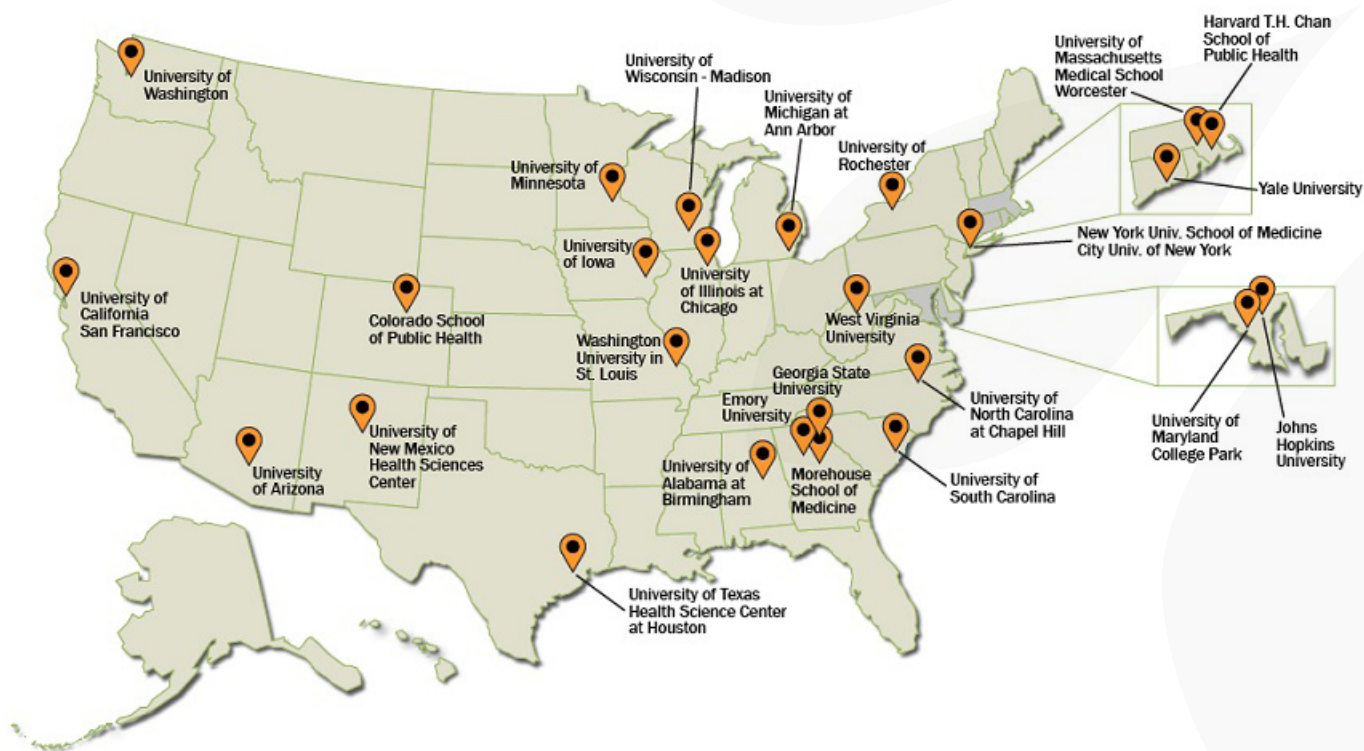 University of
Washington
University of
Wisconsin - Madison
University of
Michigan at
Ann Arbor
University of
Massachusetts
Medical School
Worcester
Harvard T.H. Chan
School of
Public Health
University of
Minnesota
University of
Rochester
Yale University
New York Univ. School of Medicine
City Univ. of New York
University
of Iowa
University
of Illinois at
Chicago
University of
California
San Francisco
Colorado School
of Public Health
Washington
University in
St. Louis
West Virginia
University
Georgia State
University
Emory
University
University of
North Carolina
at Chapel Hill
University of
Maryland
College Park
Johns
Hopkins
University
University
of Arizona
University of
New Mexico
Health Sciences
Center
University of
Alabama at
Birmingham
Morehouse
School of
Medicine
University of
South Carolina
University of Texas
Health Science Center
at Houston